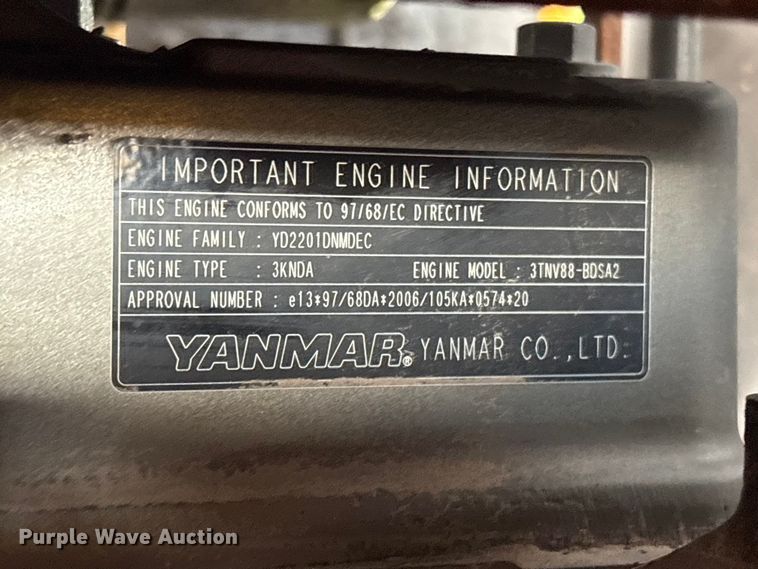 IMPORTANT ENGINE INFORMATION
THIS ENGINE CONFORMS TO 97/68/EC DIRECTIVE
ENGINE FAMILY : YD2201DNMDEC
ENGINE TYPE : 3KNDA ENGINE MODEL : 3TNV88-BDSA2
APPROVAL NUMBER : e13*97/68DA*2006/105KA*0574*20
YANMAR® YANMAR CO.,LTD.
Purple Wave Auction